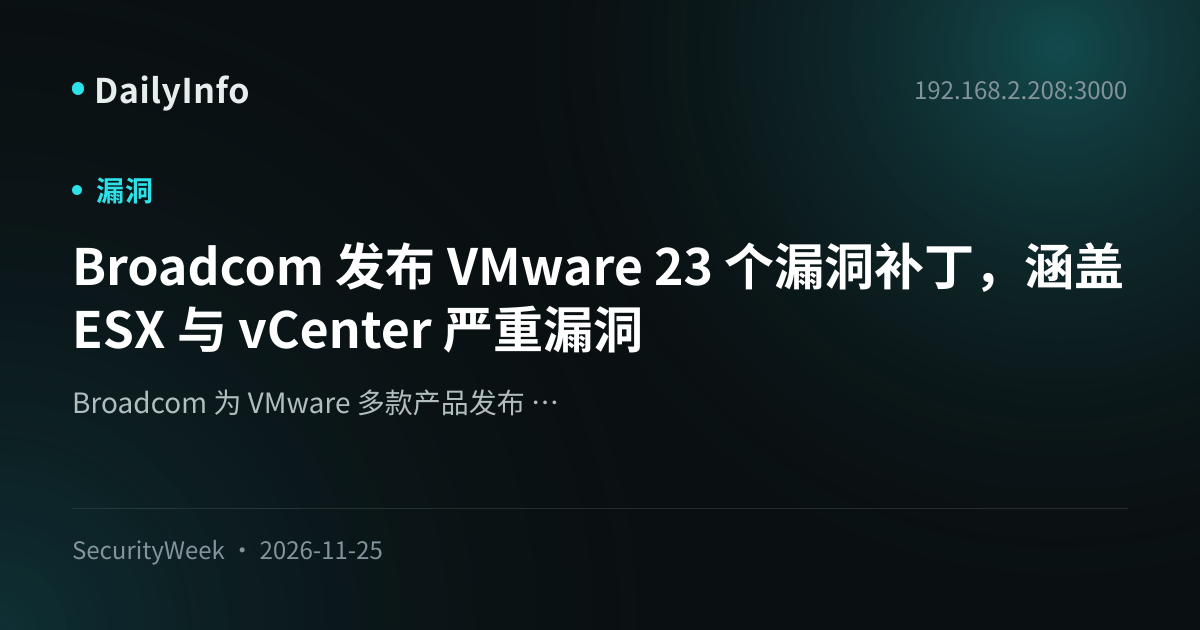 DailyInfo
192.168.2.208:3000
漏洞
Broadcom 发布 VMware 23 个漏洞补丁，涵盖
ESX 与 vCenter 严重漏洞
Broadcom 为 VMware 多款产品发布 …
SecurityWeek · 2026-11-25